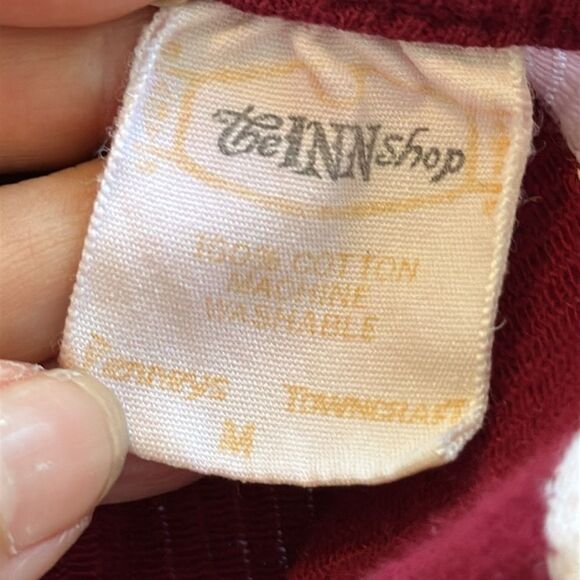 the INN shop
100% COTTON
MACHINE
WASHABLE
Penneys TOWNCRAFT
M